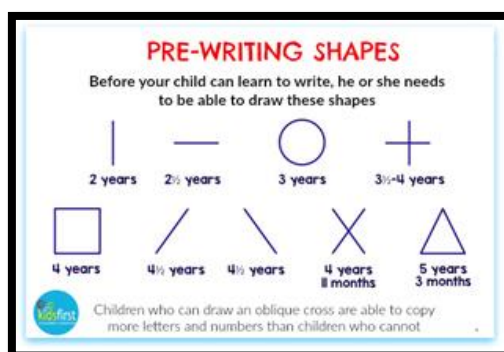 PRE-WRITING SHAPES
Before your child can learn to write, he or she needs
to be able to draw these shapes
2 years
2½ years
3 years
3½-4 years
4 years
4½ years
4½ years
4 years
11 months
5 years
3 months
kidsfirst
Children who can draw an oblique cross are able to copy
more letters and numbers than children who cannot